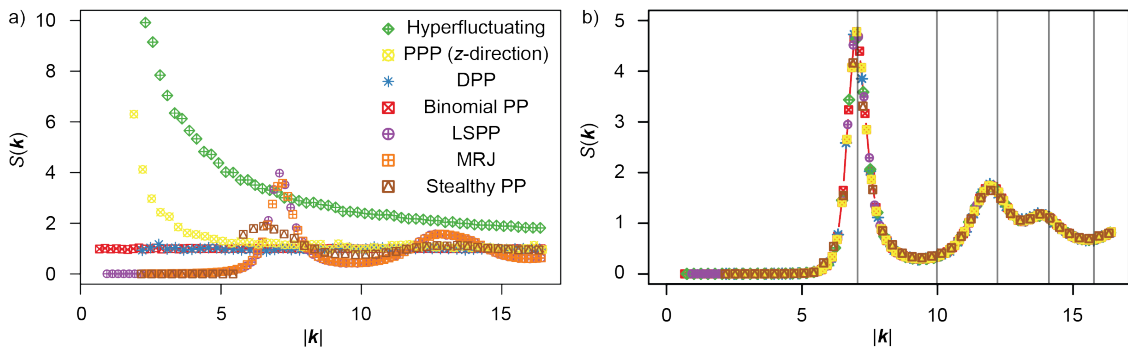 a)
10
8
6
4
2
0
S(k)
0 5 10 15
|k|
Hyperfluctuating
PPP (z-direction)
DPP
Binomial PP
LSPP
MRJ
Stealthy PP
b)
5
4
3
2
1
0
S(k)
0 5 10 15
|k|